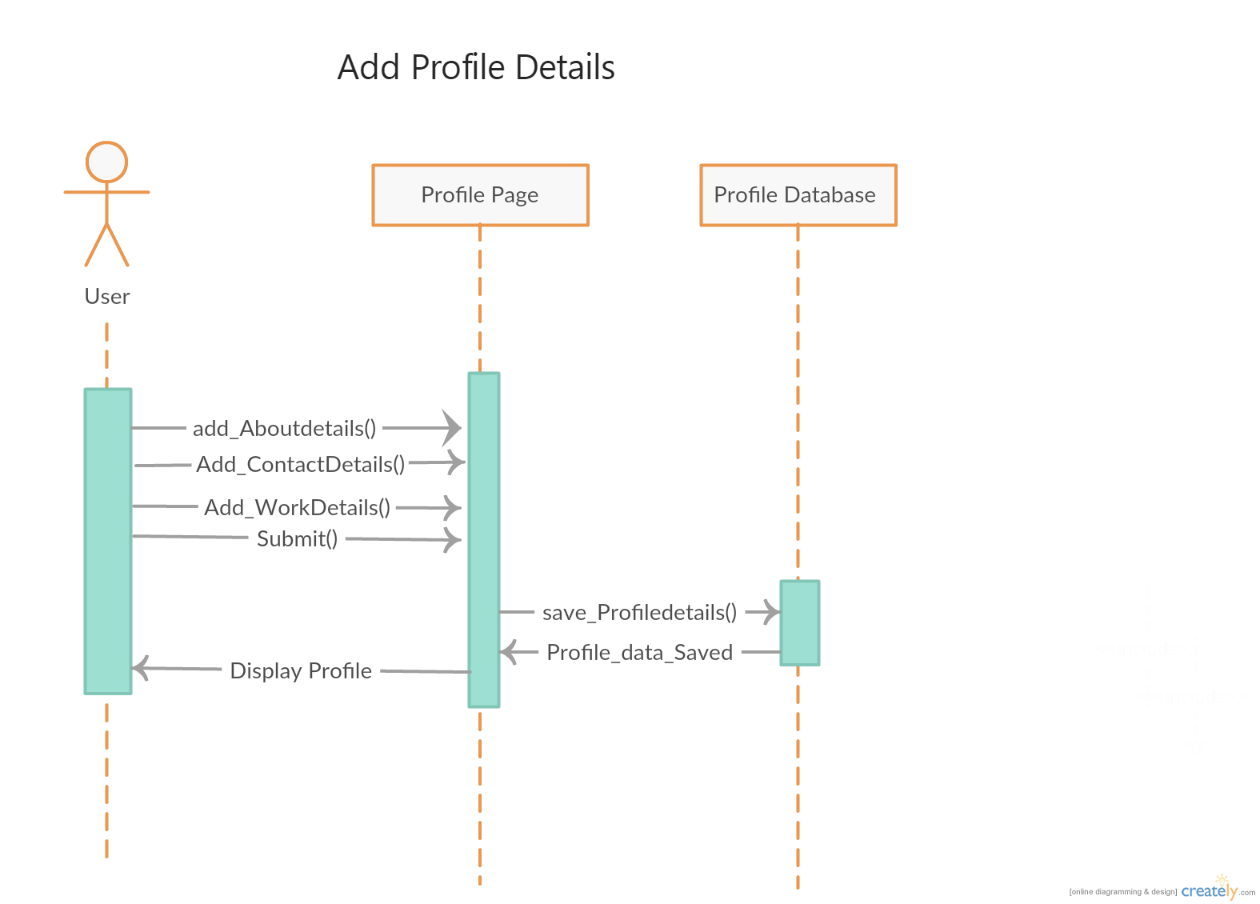 Add Profile Details
Profile Page
Profile Database
User
add_Aboutdetails()
Add_ContactDetails()
Add_WorkDetails()
Submit()
save_Profiledetails()
Profile_data_Saved
Display Profile
[online diagramming & design] creately.com